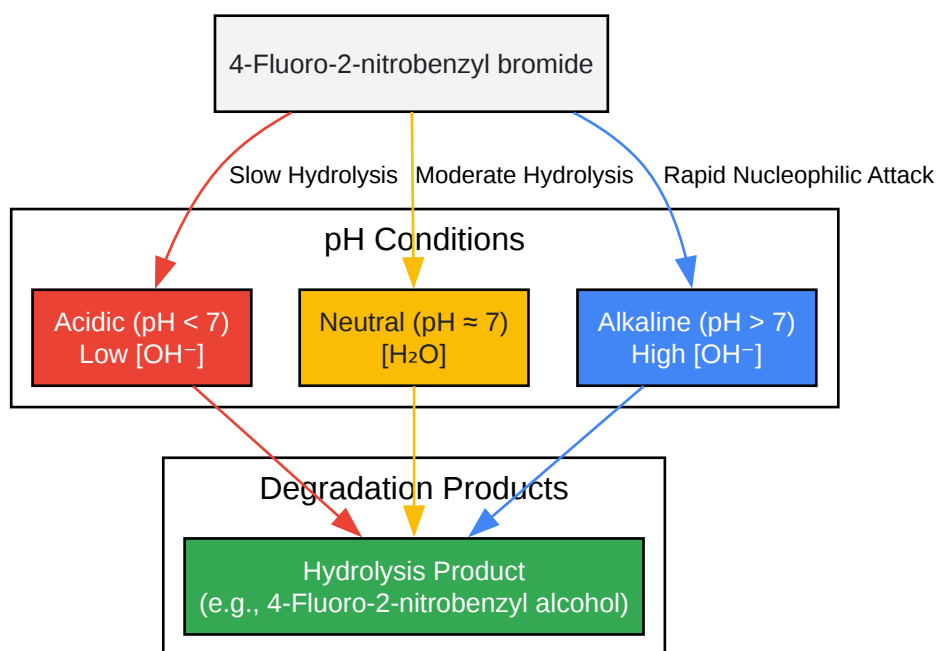 4-Fluoro-2-nitrobenzyl bromide
Slow Hydrolysis
Moderate Hydrolysis
Rapid Nucleophilic Attack
pH Conditions
Acidic (pH < 7)
Low [OH⁻]
Neutral (pH ≈ 7)
[H₂O]
Alkaline (pH > 7)
High [OH⁻]
Degradation Products
Hydrolysis Product
(e.g., 4-Fluoro-2-nitrobenzyl alcohol)